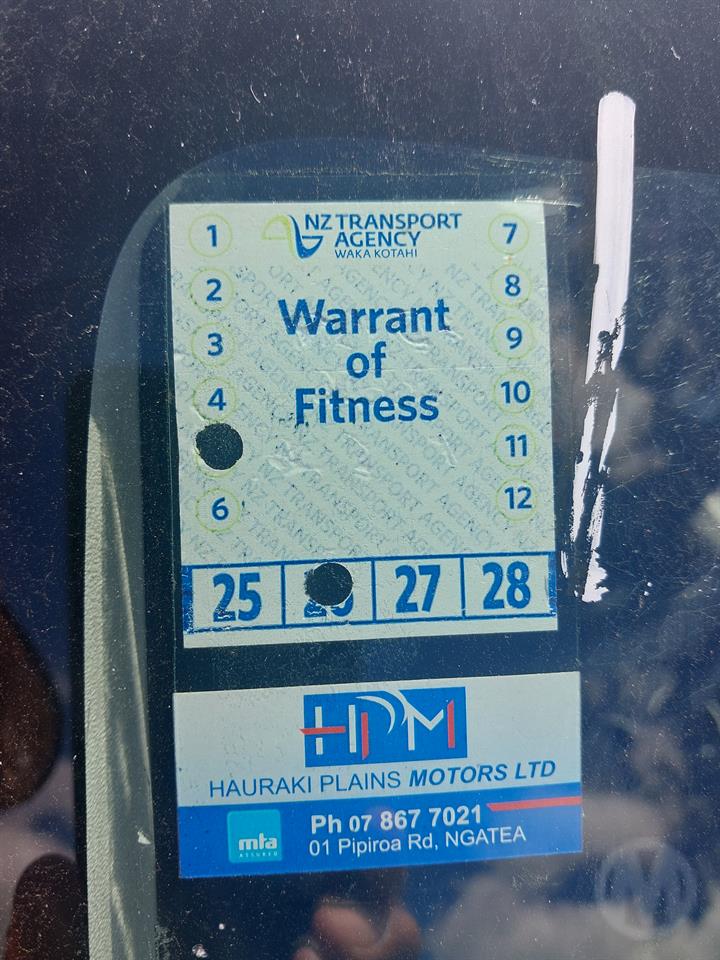 NZ TRANSPORT
AGENCY
WAKA KOTAHI
1
2
3
4
6
7
8
9
10
11
12
Warrant
of
Fitness
25
27
28
HPM
HAURAKI PLAINS MOTORS LTD
mta
ASSURED
Ph 07 867 7021
01 Pipiroa Rd, NGATEA
M